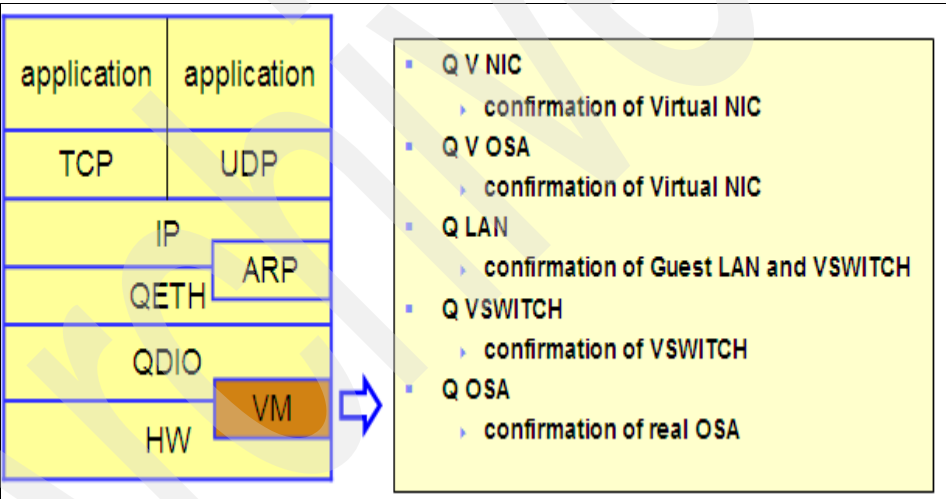 application application
TCP UDP
IP
ARP
QETH
QDIO
VM
HW
Q V NIC
confirmation of Virtual NIC
Q V OSA
confirmation of Virtual NIC
Q LAN
confirmation of Guest LAN and VSWITCH
Q VSWITCH
confirmation of VSWITCH
Q OSA
confirmation of real OSA